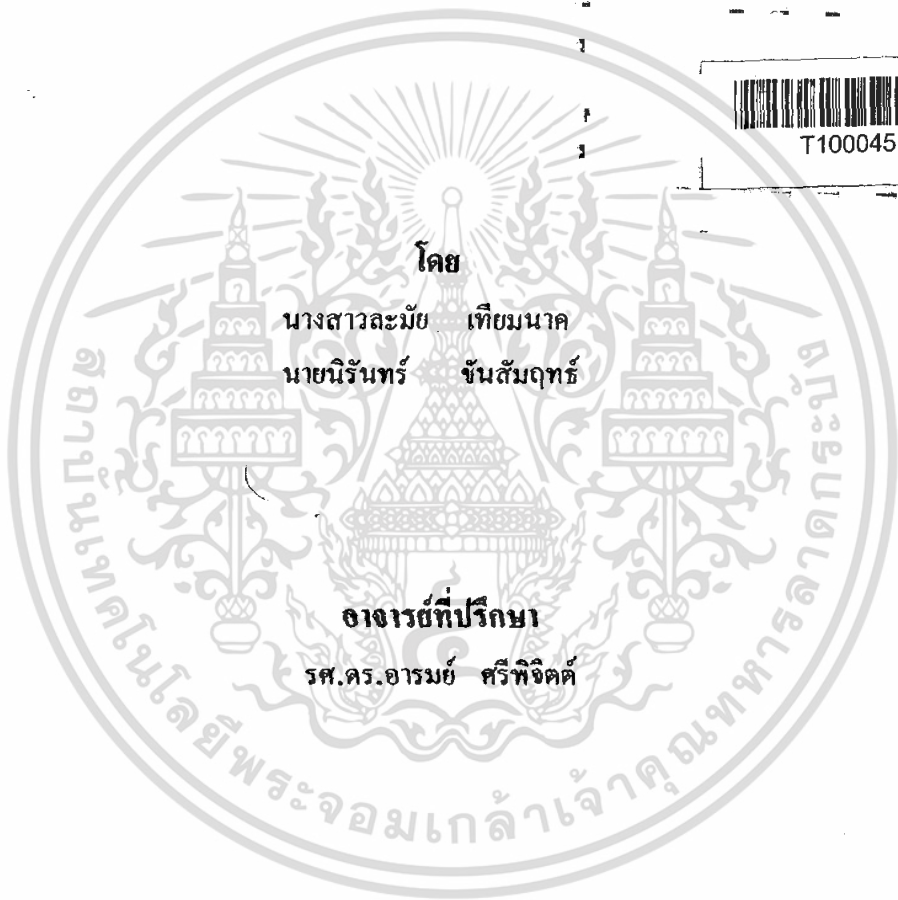 T100045
โดย
นางสาวละมัย เทียมนาค
นายนิรันทร์ ขันสัมฤทธ์
อาจารย์ที่ปรึกษา
รศ.ดร.อารมย์ ศรีพิจิตต์
สถาบันเทคโนโลยีพระจอมเกล้าเจ้าคุณทหารลาดกระบัง